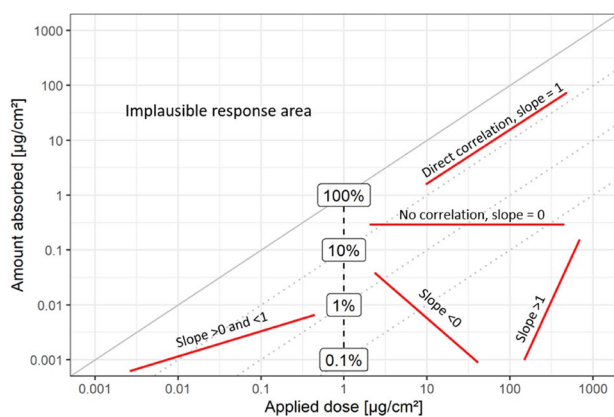 1000
100
10
1
0.1
0.01
0.001
Amount absorbed [µg/cm²]
Implausible response area
Direct correlation, slope = 1
100%
No correlation, slope = 0
10%
Slope <0
Slope >1
1%
Slope >0 and <1
0.1%
0.001
0.01
0.1
1
10
100
1000
Applied dose [µg/cm²]